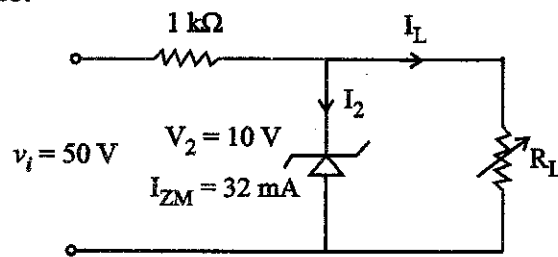 1 kΩ
I_L
I_2
V_2 = 10 V
v_i = 50 V
I_ZM = 32 mA
R_L